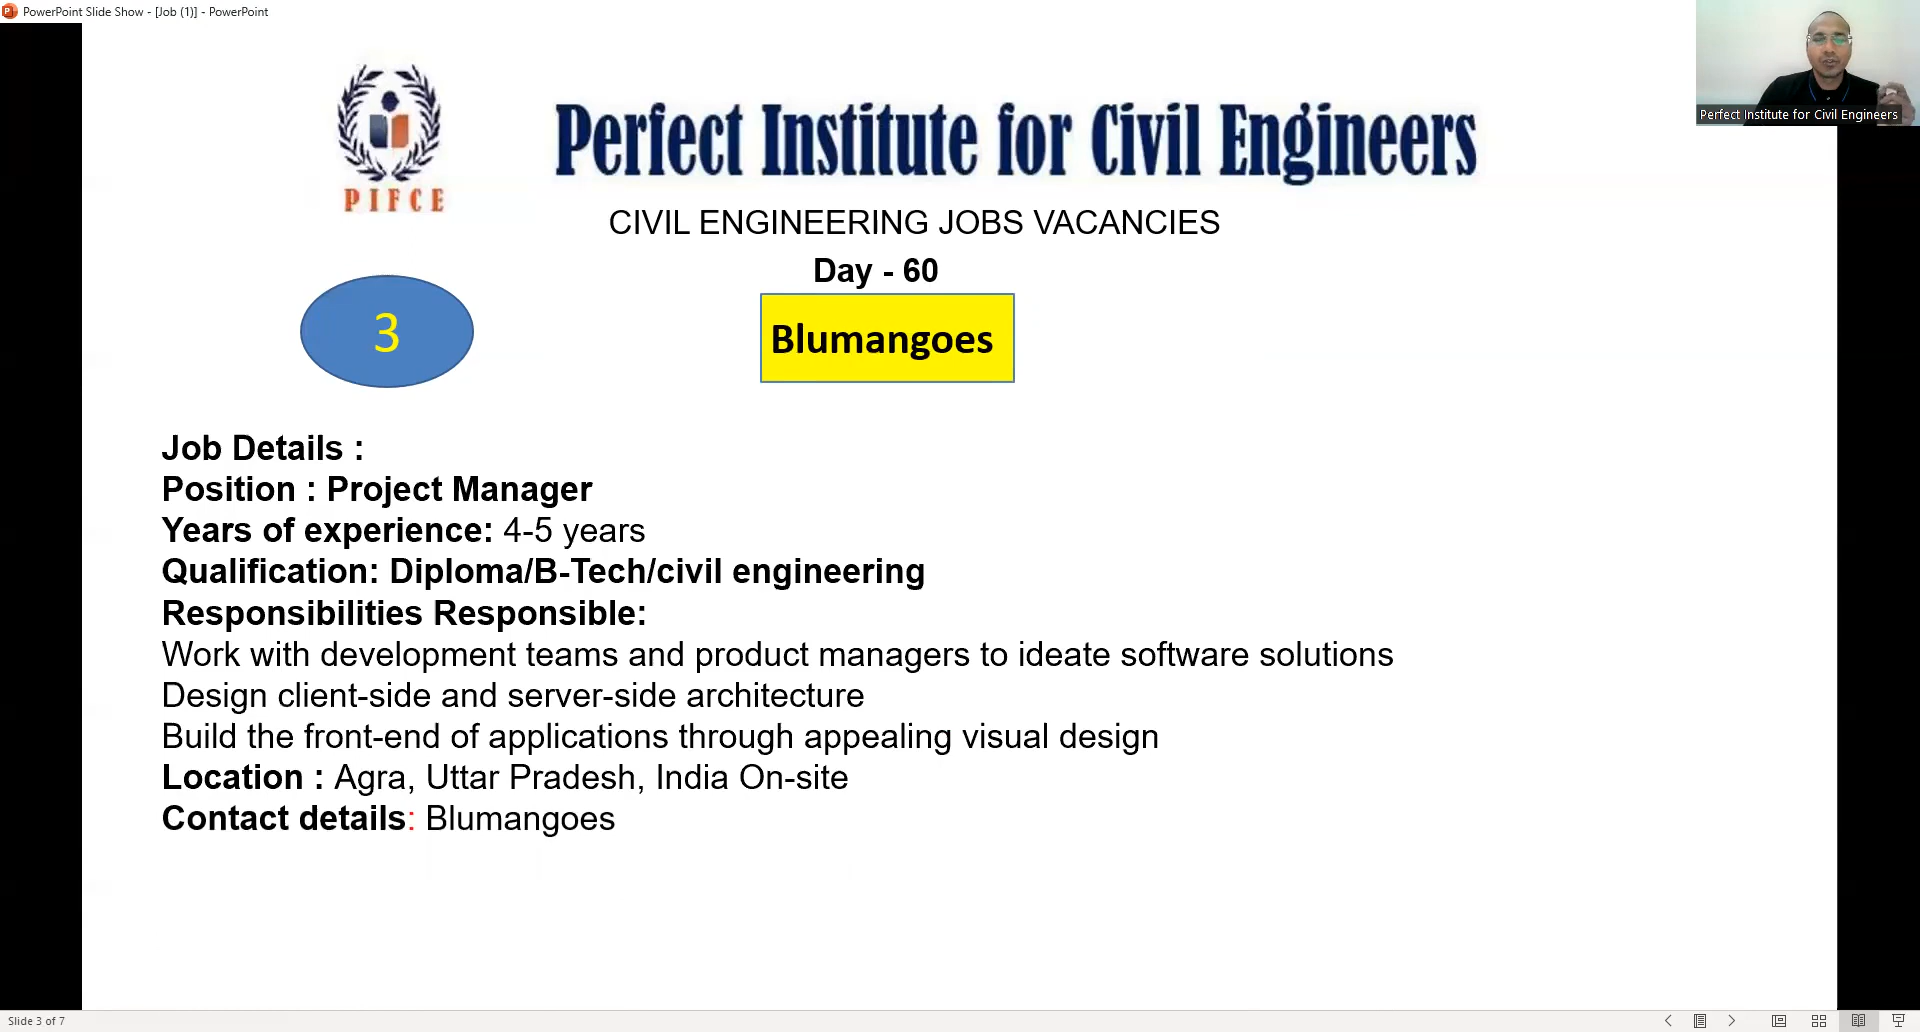 PowerPoint Slide Show - [Job (1)] - PowerPoint
Perfect Institute for Civil Engineers
PIFCE
Perfect Institute for Civil Engineers
CIVIL ENGINEERING JOBS VACANCIES
Day - 60
3
Blumangoes
Job Details :
Position : Project Manager
Years of experience: 4-5 years
Qualification: Diploma/B-Tech/civil engineering
Responsibilities Responsible:
Work with development teams and product managers to ideate software solutions
Design client-side and server-side architecture
Build the front-end of applications through appealing visual design
Location : Agra, Uttar Pradesh, India On-site
Contact details: Blumangoes
Slide 3 of 7